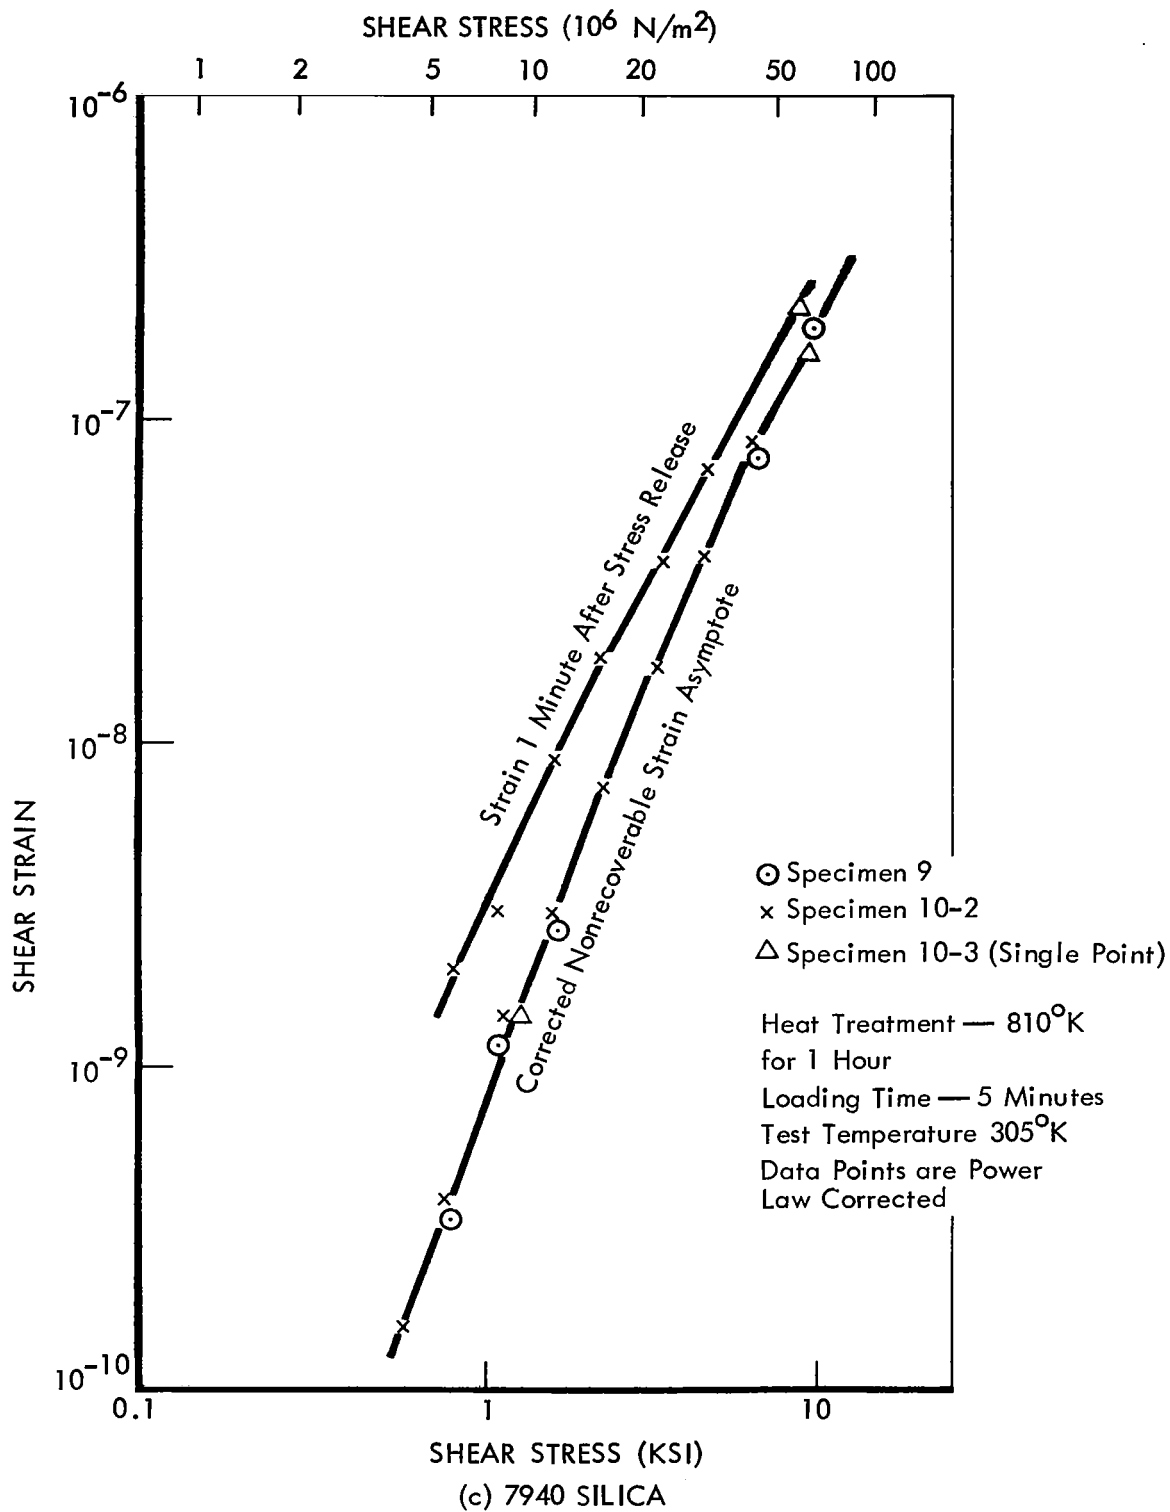 SHEAR STRESS (10⁶ N/m²)
1 2 5 10 20 50 100
10⁻⁶
10⁻⁷
10⁻⁸
10⁻⁹
10⁻¹⁰
SHEAR STRAIN
Strain 1 Minute After Stress Release
Corrected Nonrecoverable Strain Asymptote
Specimen 9
Specimen 10-2
Specimen 10-3 (Single Point)
Heat Treatment — 810°K
for 1 Hour
Loading Time — 5 Minutes
Test Temperature 305°K
Data Points are Power
Law Corrected
0.1 1 10
SHEAR STRESS (KSI)
(c) 7940 SILICA